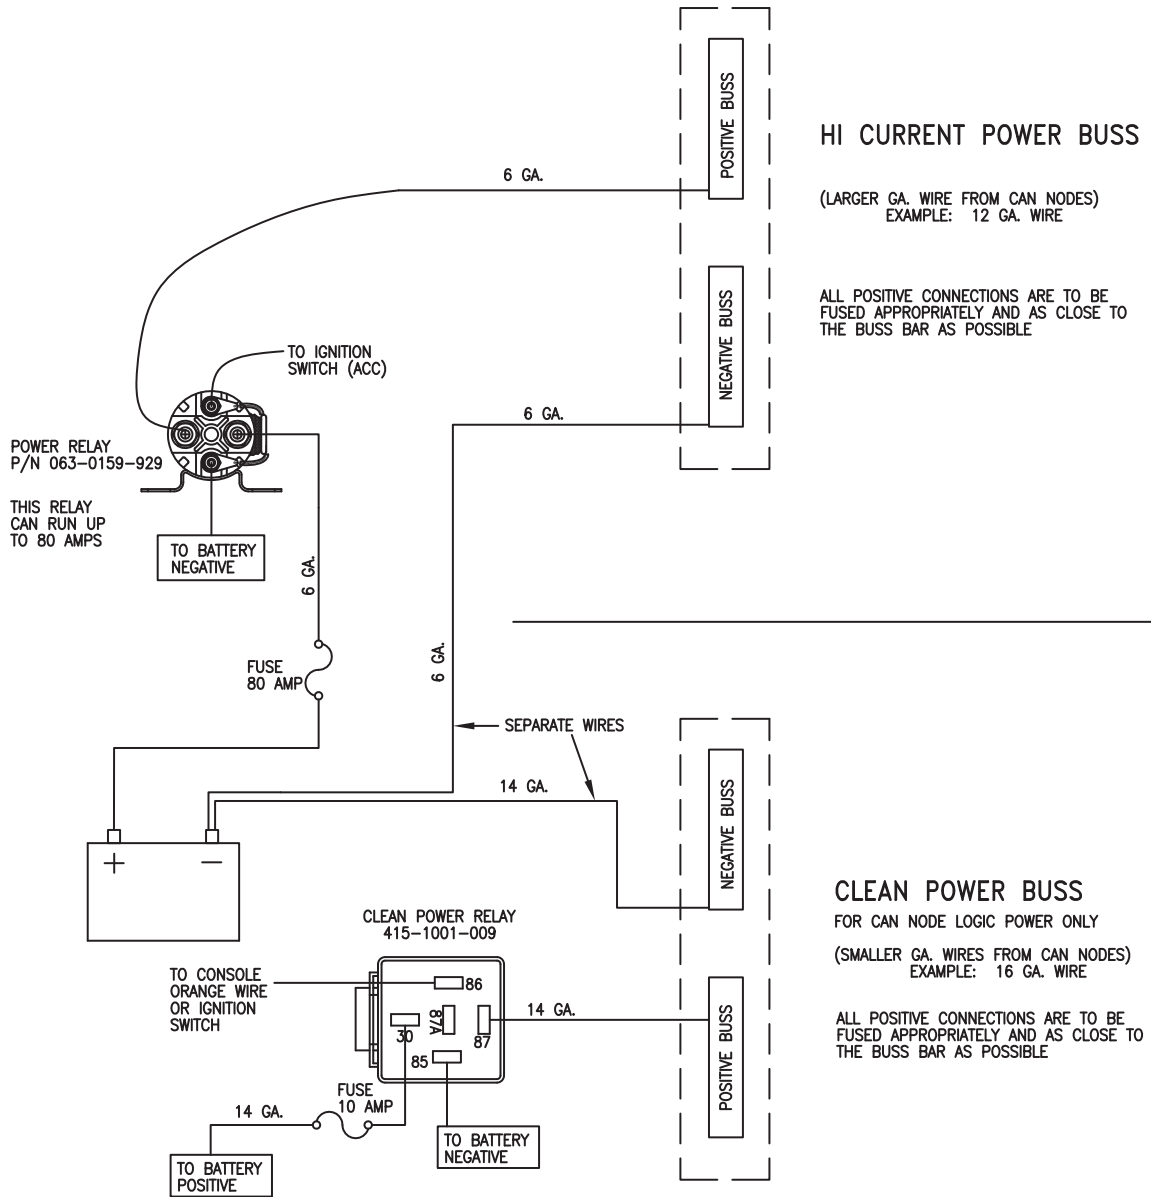 POSITIVE BUSS
HI CURRENT POWER BUSS
6 GA.
(LARGER GA. WIRE FROM CAN NODES)
EXAMPLE: 12 GA. WIRE
NEGATIVE BUSS
ALL POSITIVE CONNECTIONS ARE TO BE
FUSED APPROPRIATELY AND AS CLOSE TO
THE BUSS BAR AS POSSIBLE
TO IGNITION
SWITCH (ACC)
6 GA.
POWER RELAY
P/N 063-0159-929
THIS RELAY
CAN RUN UP
TO 80 AMPS
TO BATTERY
NEGATIVE
6 GA.
FUSE
80 AMP
6 GA.
SEPARATE WIRES
14 GA.
NEGATIVE BUSS
+
−
CLEAN POWER BUSS
FOR CAN NODE LOGIC POWER ONLY
(SMALLER GA. WIRES FROM CAN NODES)
EXAMPLE: 16 GA. WIRE
CLEAN POWER RELAY
415-1001-009
TO CONSOLE
ORANGE WIRE
OR IGNITION
SWITCH
86
87A
30
87
85
14 GA.
POSITIVE BUSS
ALL POSITIVE CONNECTIONS ARE TO BE
FUSED APPROPRIATELY AND AS CLOSE TO
THE BUSS BAR AS POSSIBLE
FUSE
10 AMP
14 GA.
TO BATTERY
NEGATIVE
TO BATTERY
POSITIVE